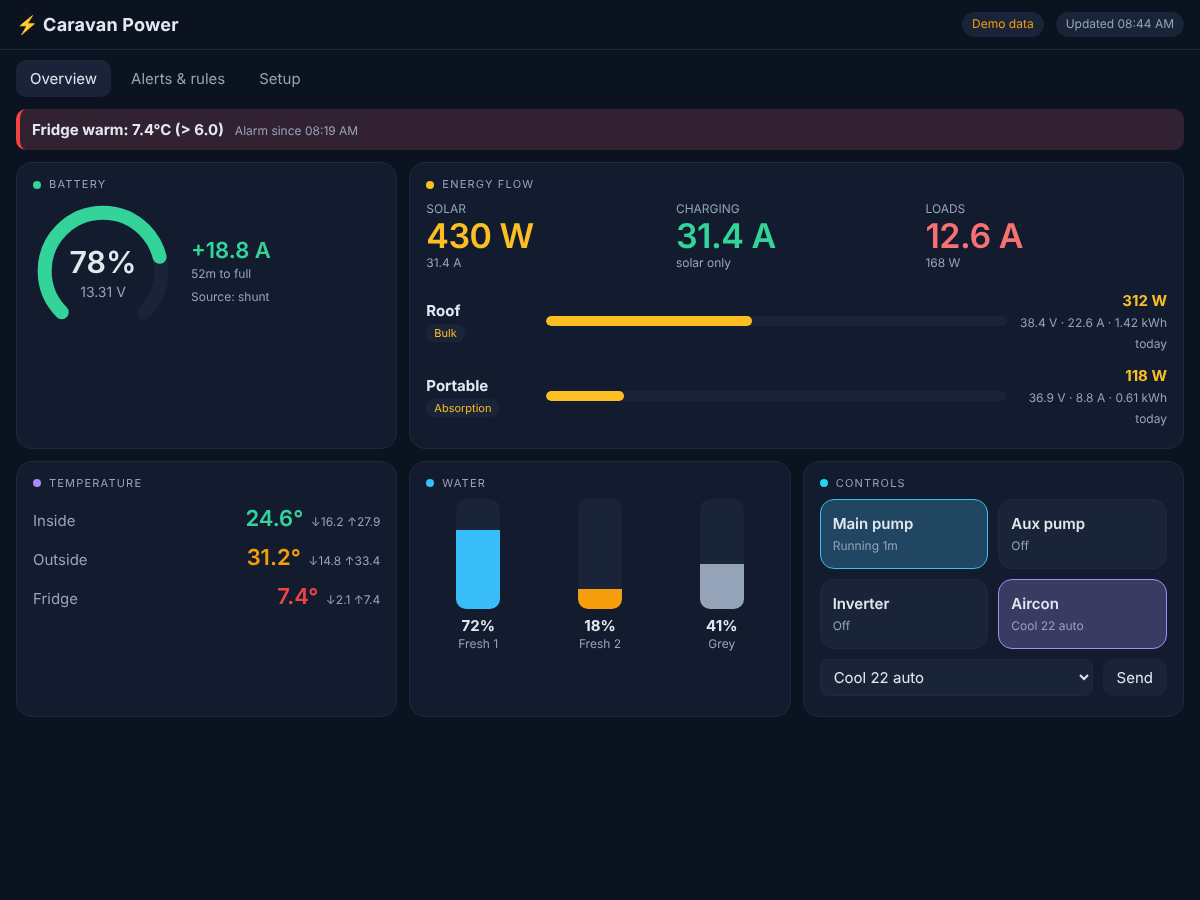 ⚡ Caravan Power
Demo data
Updated 08:44 AM
Overview
Alerts & rules
Setup
Fridge warm: 7.4°C (> 6.0) Alarm since 08:19 AM
BATTERY
78%
13.31 V
+18.8 A
52m to full
Source: shunt
ENERGY FLOW
SOLAR
430 W
31.4 A
CHARGING
31.4 A
solar only
LOADS
12.6 A
168 W
Roof
Bulk
312 W
38.4 V · 22.6 A · 1.42 kWh
today
Portable
Absorption
118 W
36.9 V · 8.8 A · 0.61 kWh
today
TEMPERATURE
Inside 24.6° ↓16.2 ↑27.9
Outside 31.2° ↓14.8 ↑33.4
Fridge 7.4° ↓2.1 ↑7.4
WATER
72%
Fresh 1
18%
Fresh 2
41%
Grey
CONTROLS
Main pump
Running 1m
Aux pump
Off
Inverter
Off
Aircon
Cool 22 auto
Cool 22 auto
Send